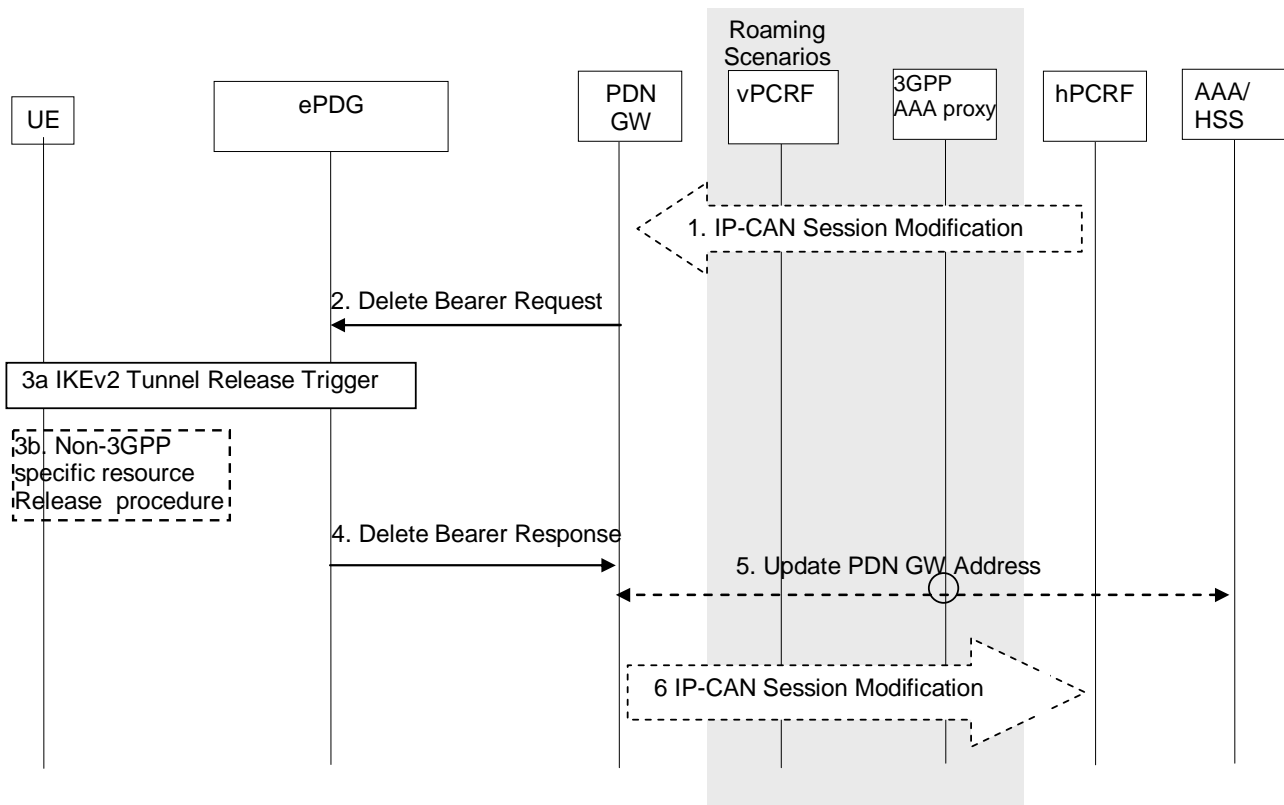 Roaming
Scenarios
UE
ePDG
PDN
GW
vPCRF
3GPP
AAA proxy
hPCRF
AAA/
HSS
1. IP-CAN Session Modification
2. Delete Bearer Request
3a IKEv2 Tunnel Release Trigger
3b. Non-3GPP
specific resource
Release procedure
4. Delete Bearer Response
5. Update PDN GW Address
6 IP-CAN Session Modification